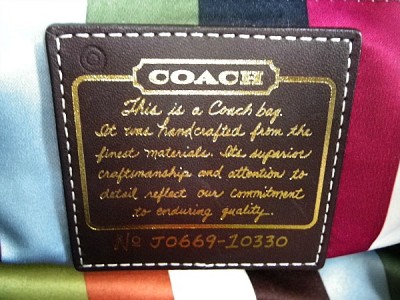 COACH
This is a Coach bag.
It was handcrafted from the
finest materials. Its superior
craftsmanship and attention to
detail reflect our commitment
to enduring quality.
No J0669-10330